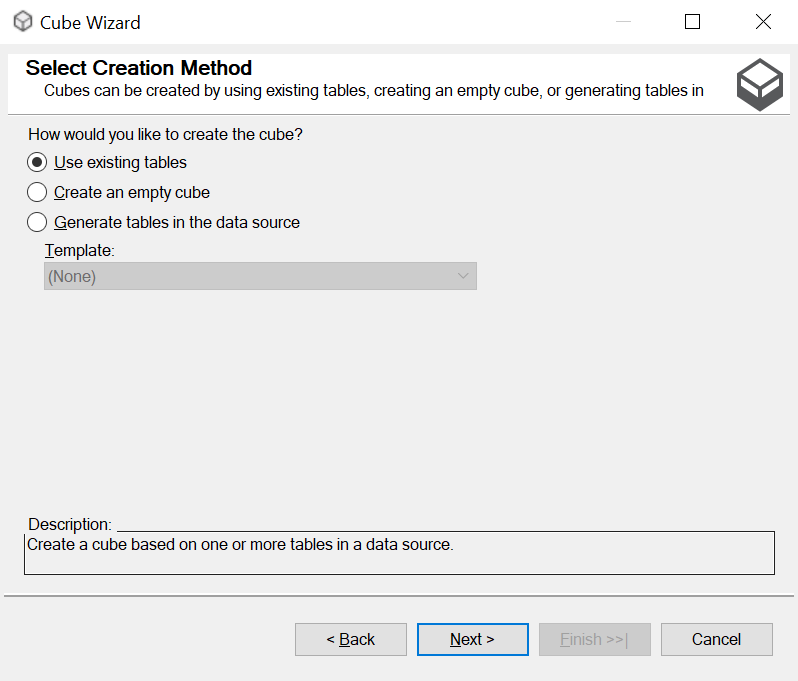 Cube Wizard
Select Creation Method
Cubes can be created by using existing tables, creating an empty cube, or generating tables in
How would you like to create the cube?
Use existing tables
Create an empty cube
Generate tables in the data source
Template:
(None)
Description:
Create a cube based on one or more tables in a data source.
< Back Next > Finish >>| Cancel